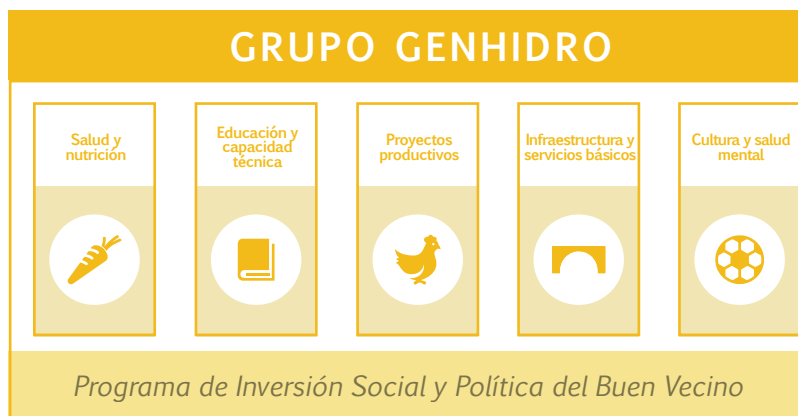 GRUPO GENHIDRO
Salud y
nutrición
Educación y
capacidad
técnica
Proyectos
productivos
Infraestructura y
servicios básicos
Cultura y salud
mental
Programa de Inversión Social y Política del Buen Vecino